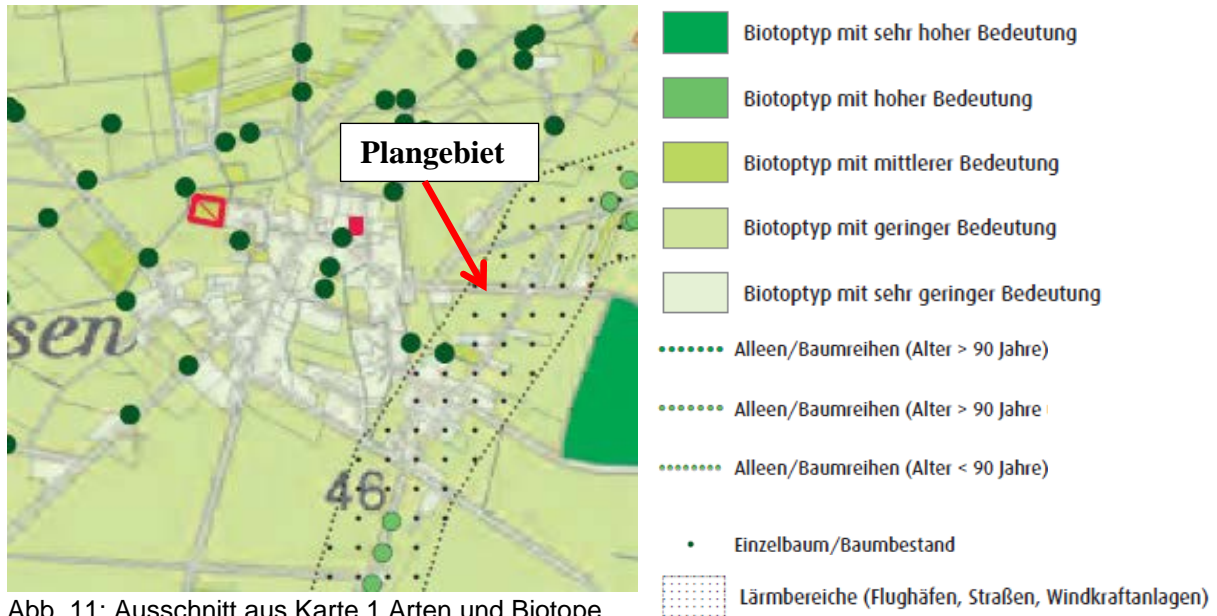 Plangebiet
sen
46
Abb. 11: Ausschnitt aus Karte 1 Arten und Biotope
Biotoptyp mit sehr hoher Bedeutung
Biotoptyp mit hoher Bedeutung
Biotoptyp mit mittlerer Bedeutung
Biotoptyp mit geringer Bedeutung
Biotoptyp mit sehr geringer Bedeutung
Alleen/Baumreihen (Alter > 90 Jahre)
Alleen/Baumreihen (Alter > 90 Jahre
Alleen/Baumreihen (Alter < 90 Jahre)
Einzelbaum/Baumbestand
Lärmbereiche (Flughäfen, Straßen, Windkraftanlagen)